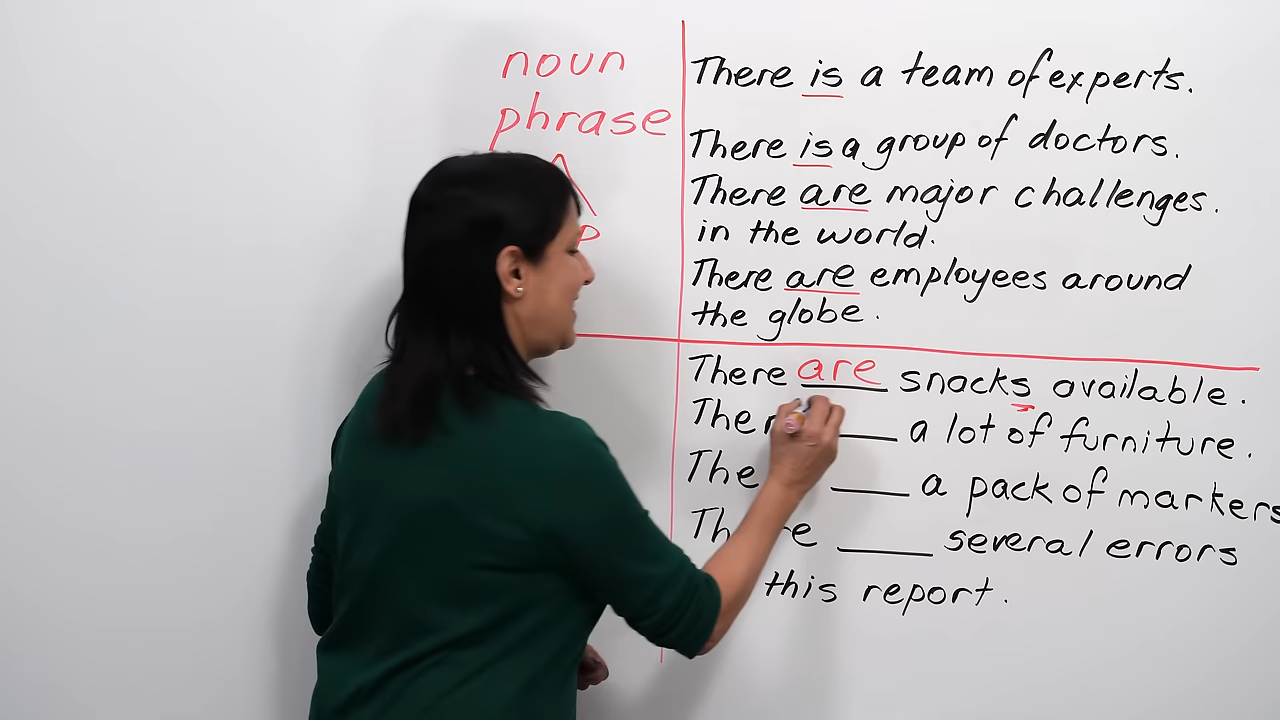 noun
phrase
P
There is a team of experts.
There is a group of doctors.
There are major challenges.
in the world.
There are employees around
the globe.
There are snacks available.
___ a lot of furniture.
___ a pack of markers
There ___ several errors
this report.